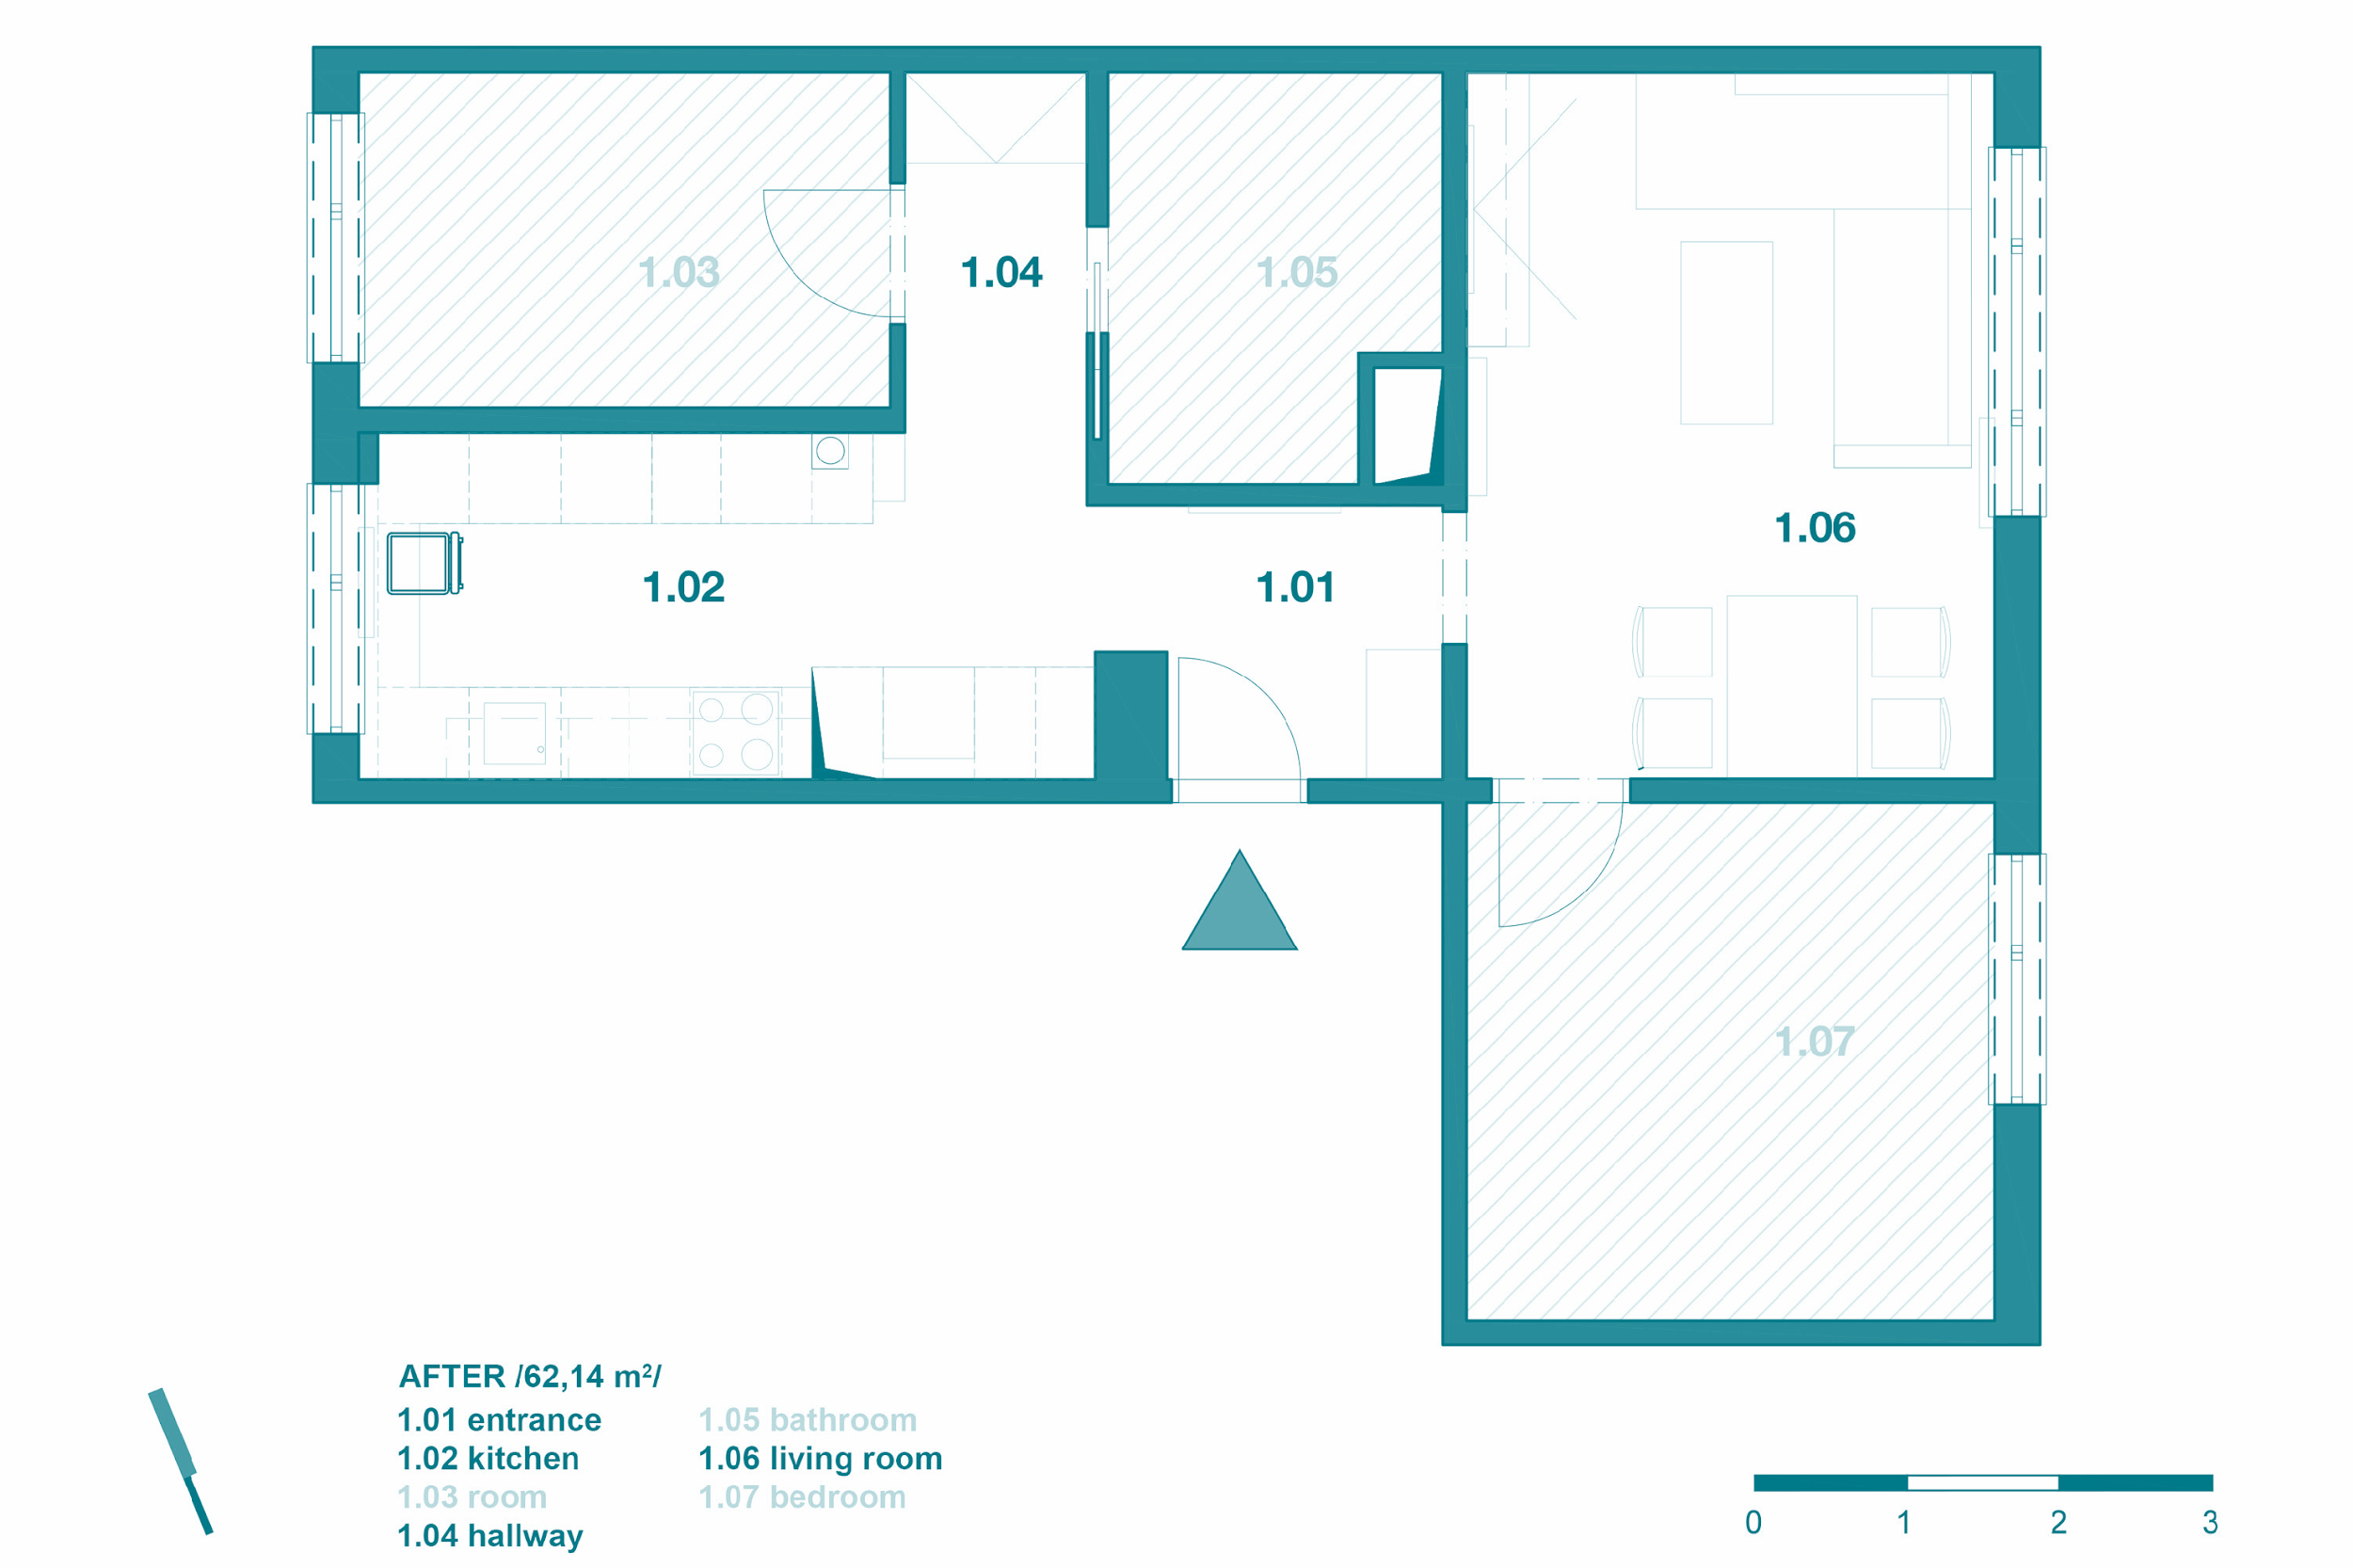 1.03
1.04
1.05
1.06
1.02
1.01
1.07
AFTER /62,14 m²/
1.01 entrance
1.02 kitchen
1.03 room
1.04 hallway
1.05 bathroom
1.06 living room
1.07 bedroom
0 1 2 3